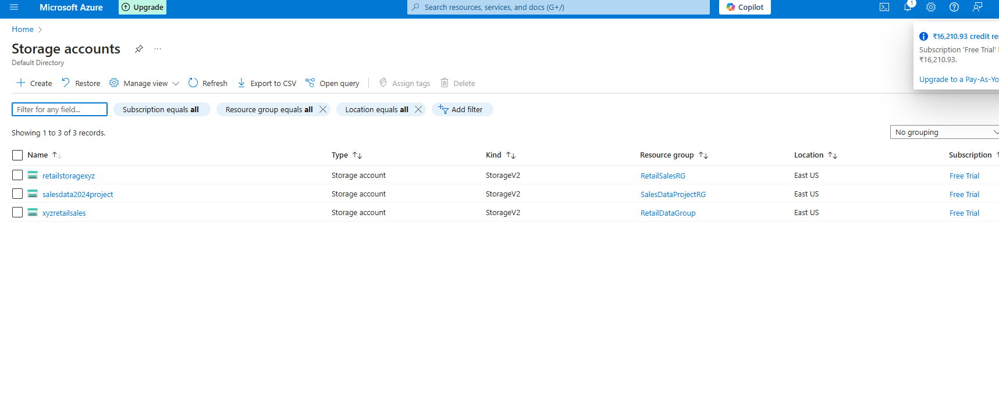 Microsoft Azure Upgrade Search resources, services, and docs (G+/) Copilot 1
Home
Storage accounts ...
Default Directory
₹16,210.93 credit
Subscription 'Free Trial'
₹16,210.93.
Upgrade to a Pay-As-Yo
Create Restore Manage view Refresh Export to CSV Open query Assign tags Delete
Filter for any field... Subscription equals all Resource group equals all Location equals all Add filter
Showing 1 to 3 of 3 records. No grouping
Name Type Kind Resource group Location Subscription
retailstoragexyz Storage account StorageV2 RetailSalesRG East US Free Trial
salesdata2024project Storage account StorageV2 SalesDataProjectRG East US Free Trial
xyzretailsales Storage account StorageV2 RetailDataGroup East US Free Trial